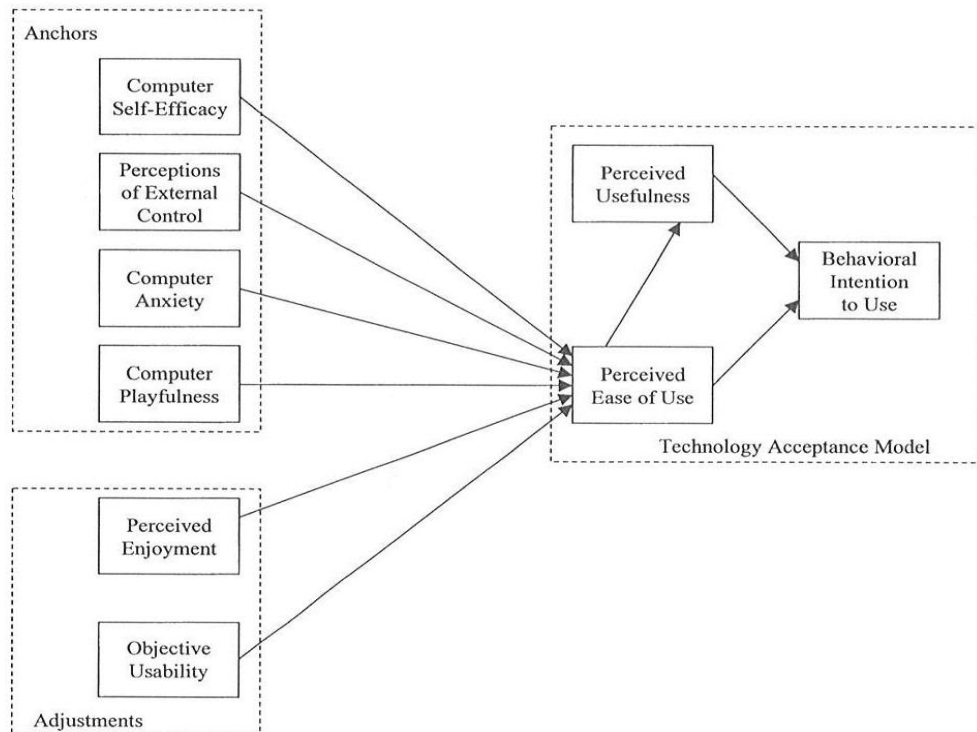 Anchors
Computer
Self-Efficacy
Perceptions
of External
Control
Computer
Anxiety
Computer
Playfulness
Perceived
Usefulness
Behavioral
Intention
to Use
Perceived
Ease of Use
Technology Acceptance Model
Perceived
Enjoyment
Objective
Usability
Adjustments